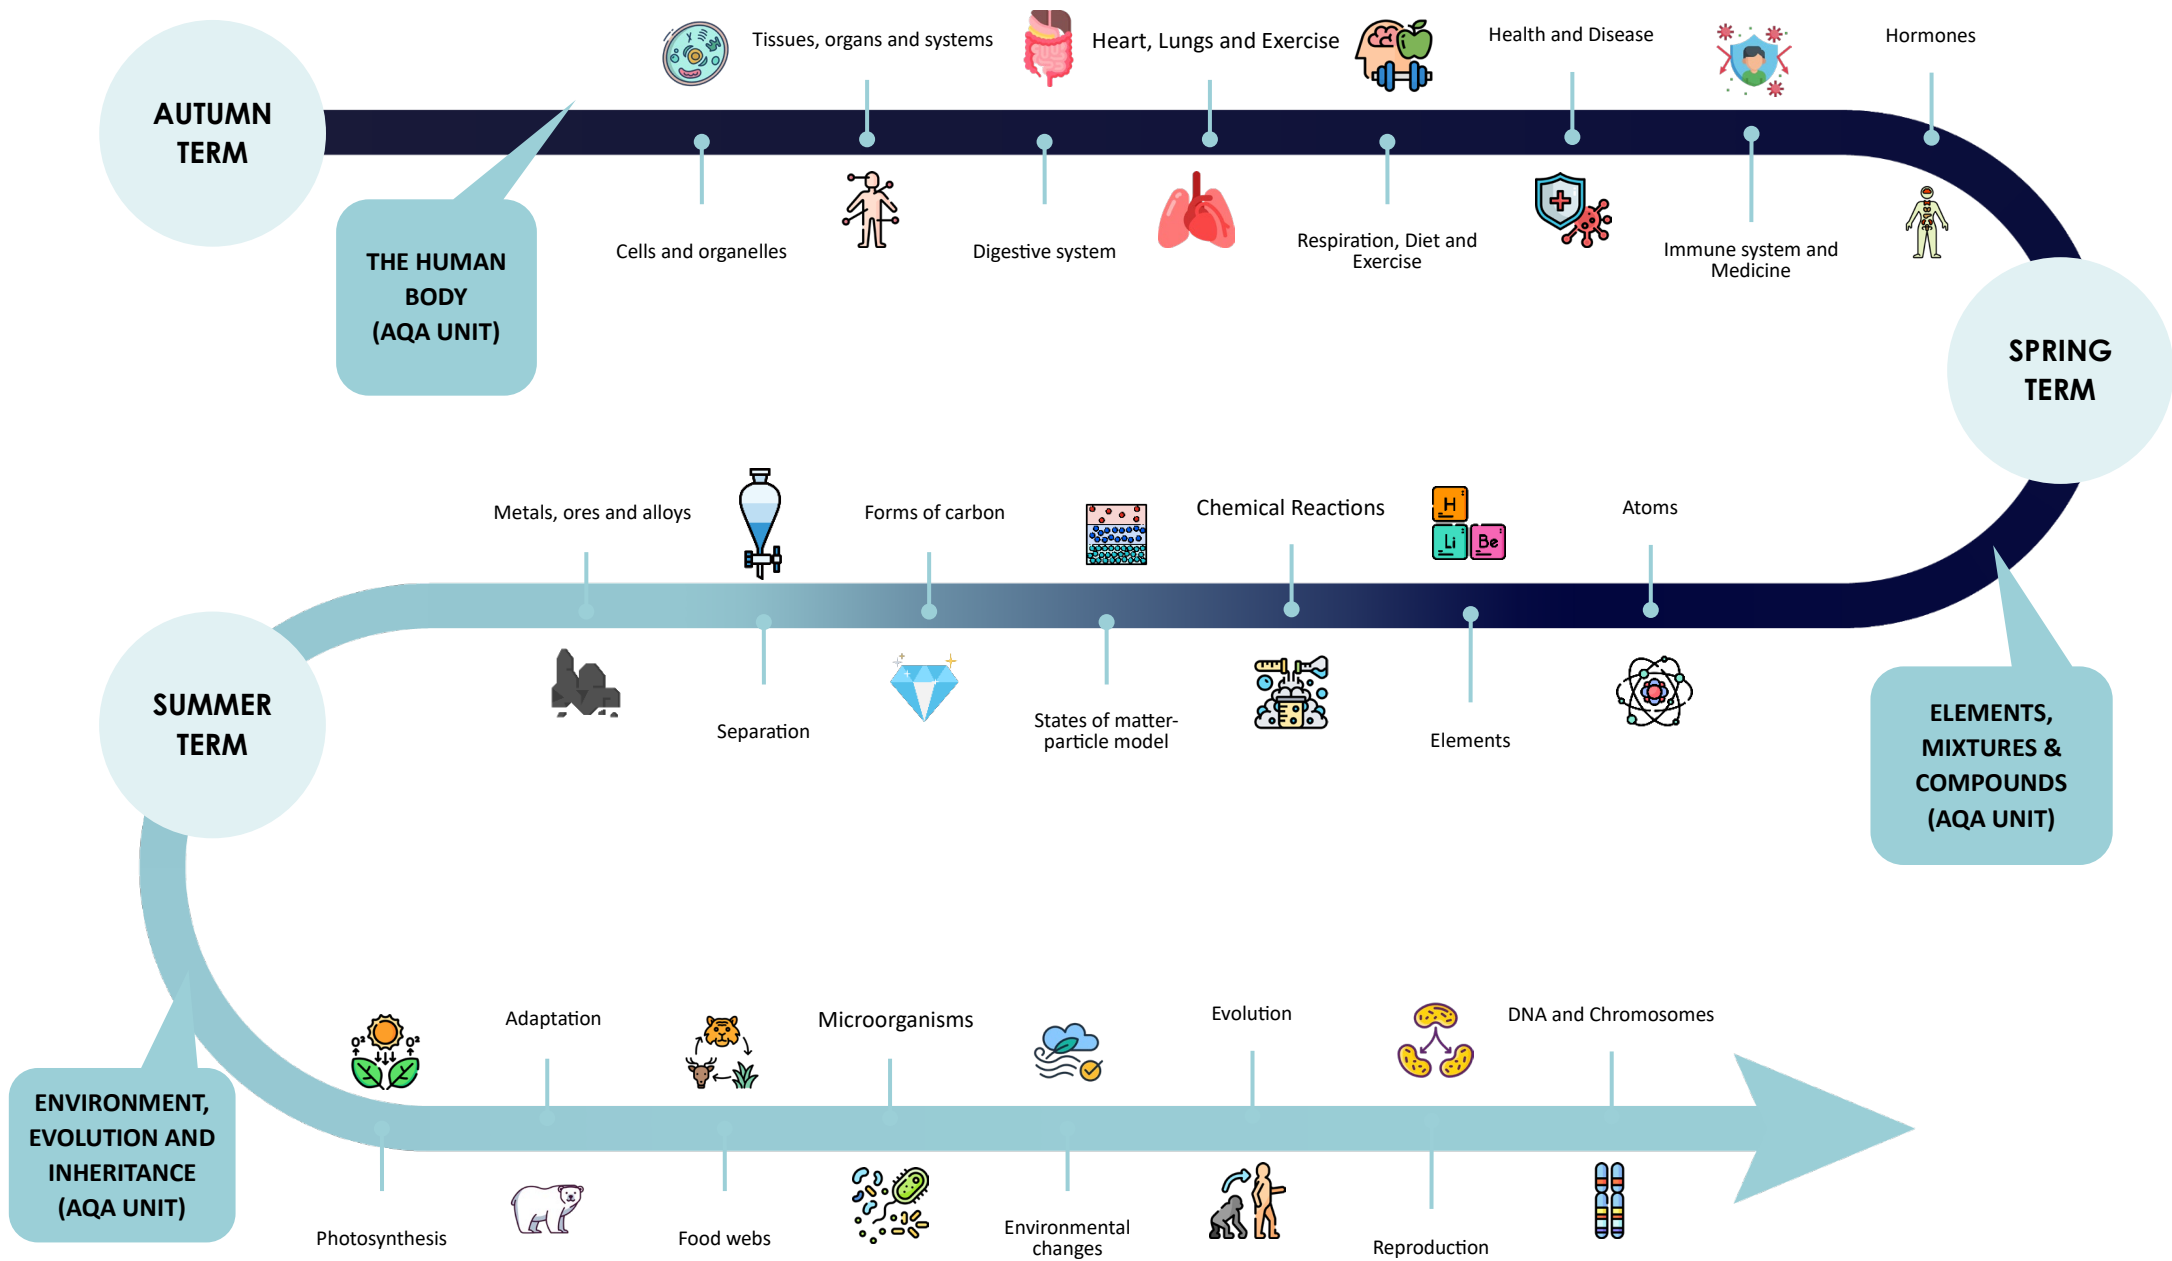 AUTUMN
TERM
THE HUMAN
BODY
(AQA UNIT)
Cells and organelles
Tissues, organs and systems
Digestive system
Heart, Lungs and Exercise
Respiration, Diet and
Exercise
Health and Disease
Immune system and
Medicine
Hormones
SPRING
TERM
ELEMENTS,
MIXTURES &
COMPOUNDS
(AQA UNIT)
Atoms
Elements
H
Li
Be
Chemical Reactions
States of matter-
particle model
Forms of carbon
Separation
Metals, ores and alloys
SUMMER
TERM
ENVIRONMENT,
EVOLUTION AND
INHERITANCE
(AQA UNIT)
O² O²
Photosynthesis
Adaptation
Food webs
Microorganisms
Environmental
changes
Evolution
Reproduction
DNA and Chromosomes